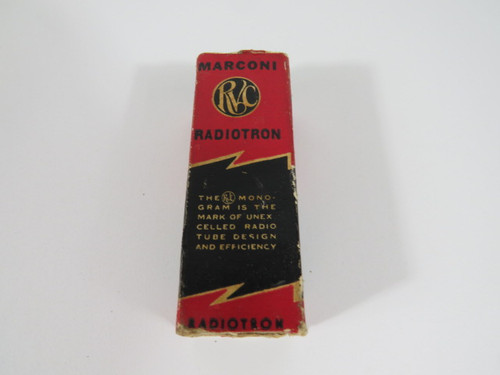 MARCONI
RVC
RADIOTRON
THE RVC MONO-
GRAM IS THE
MARK OF UNEX
CELLED RADIO
TUBE DESIGN
AND EFFICIENCY
RADIOTRON